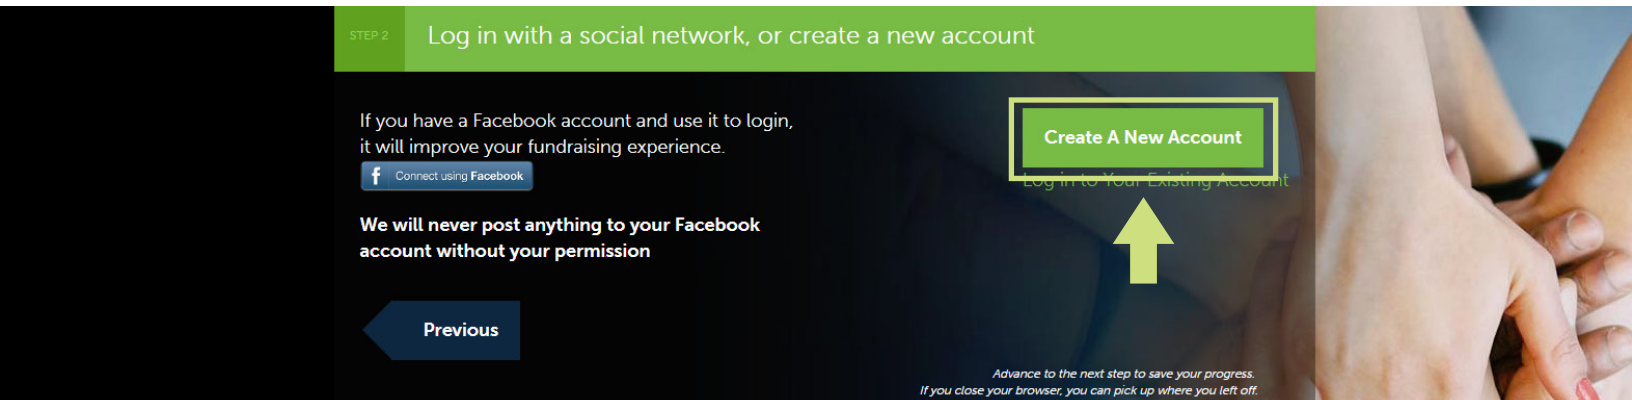 STEP 2
Log in with a social network, or create a new account
If you have a Facebook account and use it to login,
it will improve your fundraising experience.
f Connect using Facebook
We will never post anything to your Facebook
account without your permission
Previous
Create A New Account
Log in to Your Existing Account
Advance to the next step to save your progress.
If you close your browser, you can pick up where you left off.